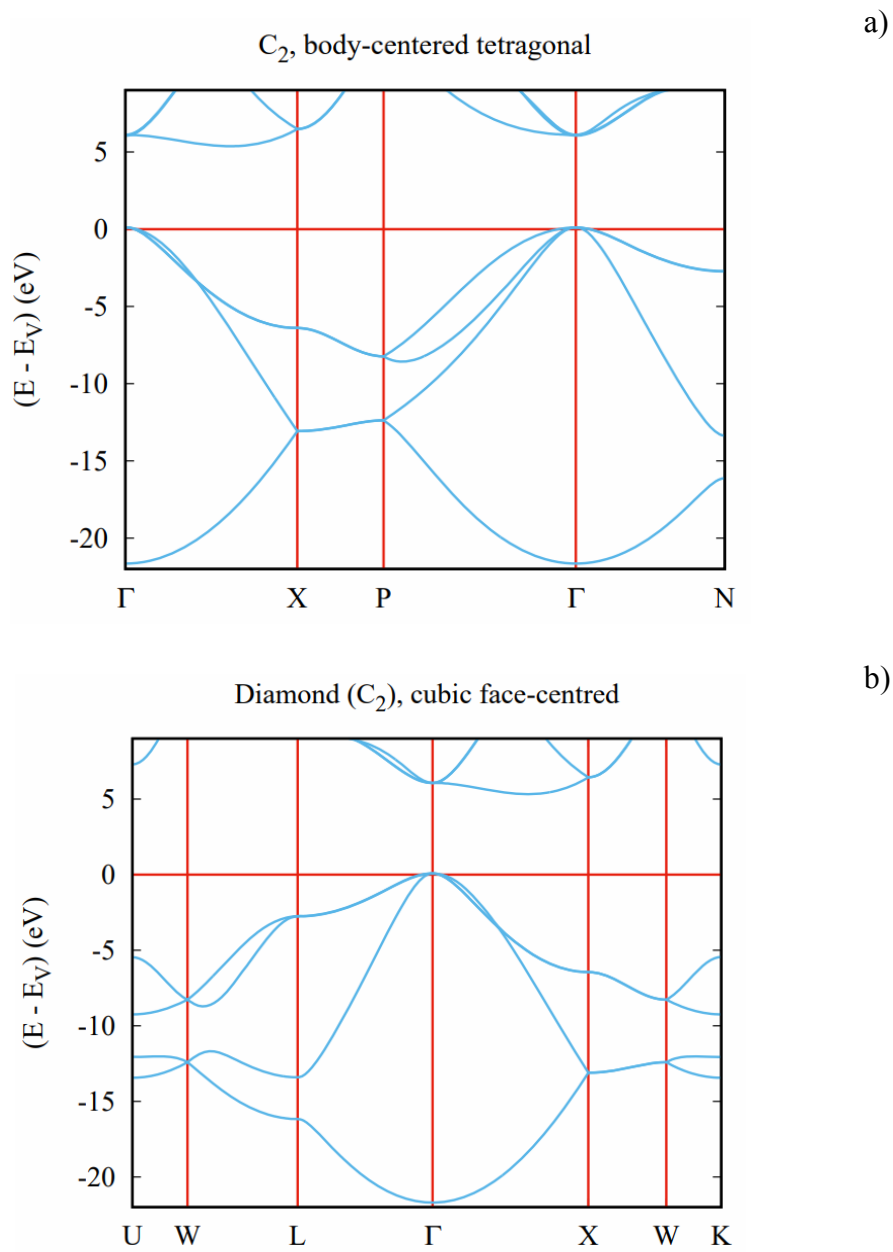 a)
C₂, body-centered tetragonal
(E - E_V) (eV)
5
0
-5
-10
-15
-20
Γ X P Γ N
b)
Diamond (C₂), cubic face-centred
(E - E_V) (eV)
5
0
-5
-10
-15
-20
U W L Γ X W K